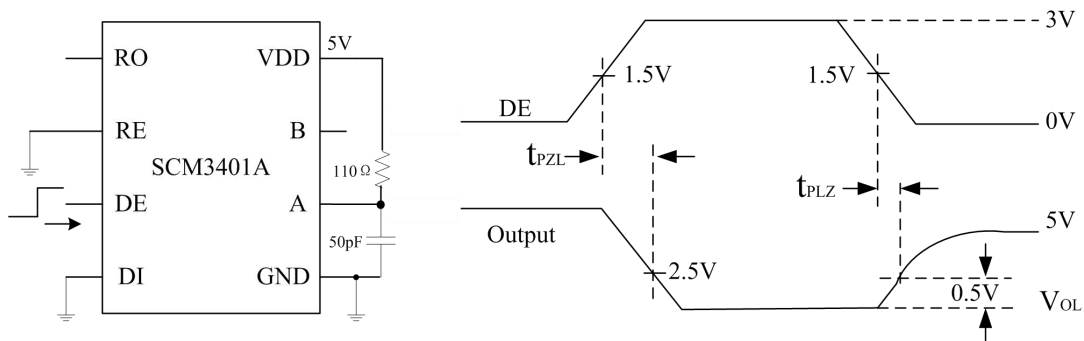 5V
RO VDD
RE B
SCM3401A
110Ω
DE A
50pF
DI GND
3V
1.5V 1.5V
DE
0V
tPZL
tPLZ
5V
Output
2.5V
0.5V VOL